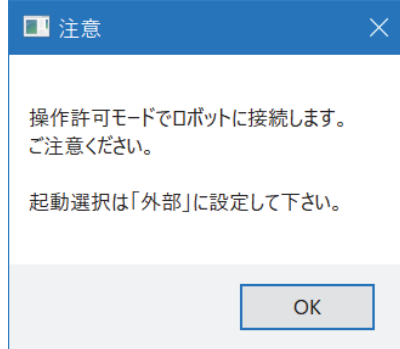 注意
操作許可モードでロボットに接続します。
ご注意ください。
起動選択は「外部」に設定して下さい。
OK